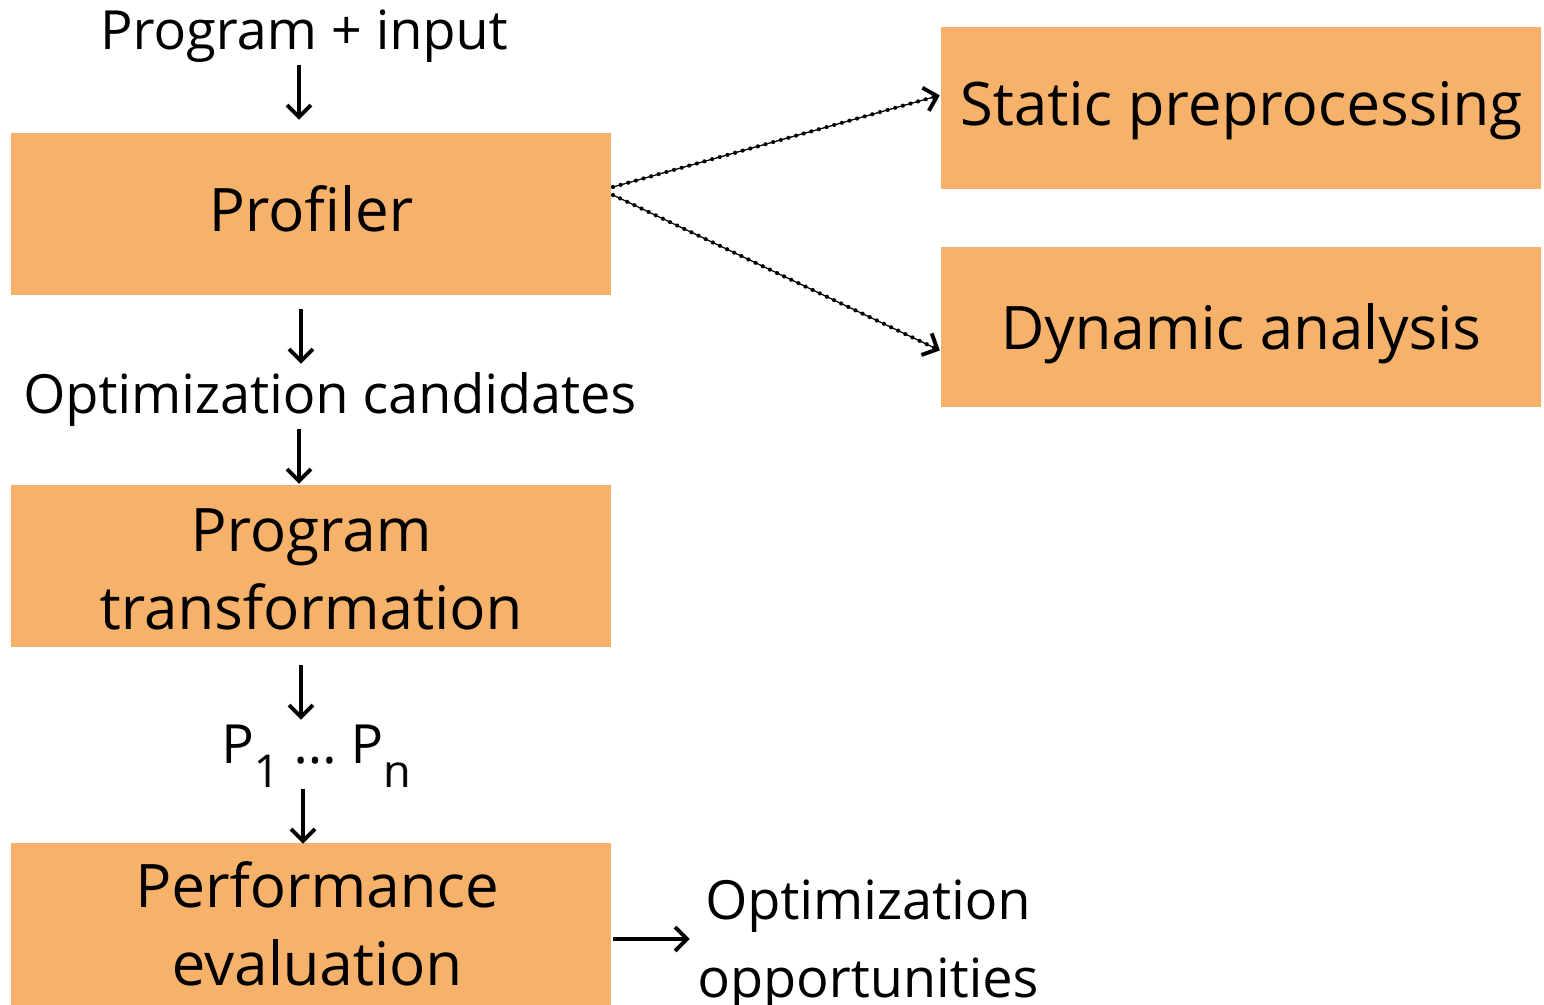 Program + input
Profiler
Static preprocessing
Dynamic analysis
Optimization candidates
Program
transformation
P₁ ... Pₙ
Performance
evaluation
Optimization
opportunities